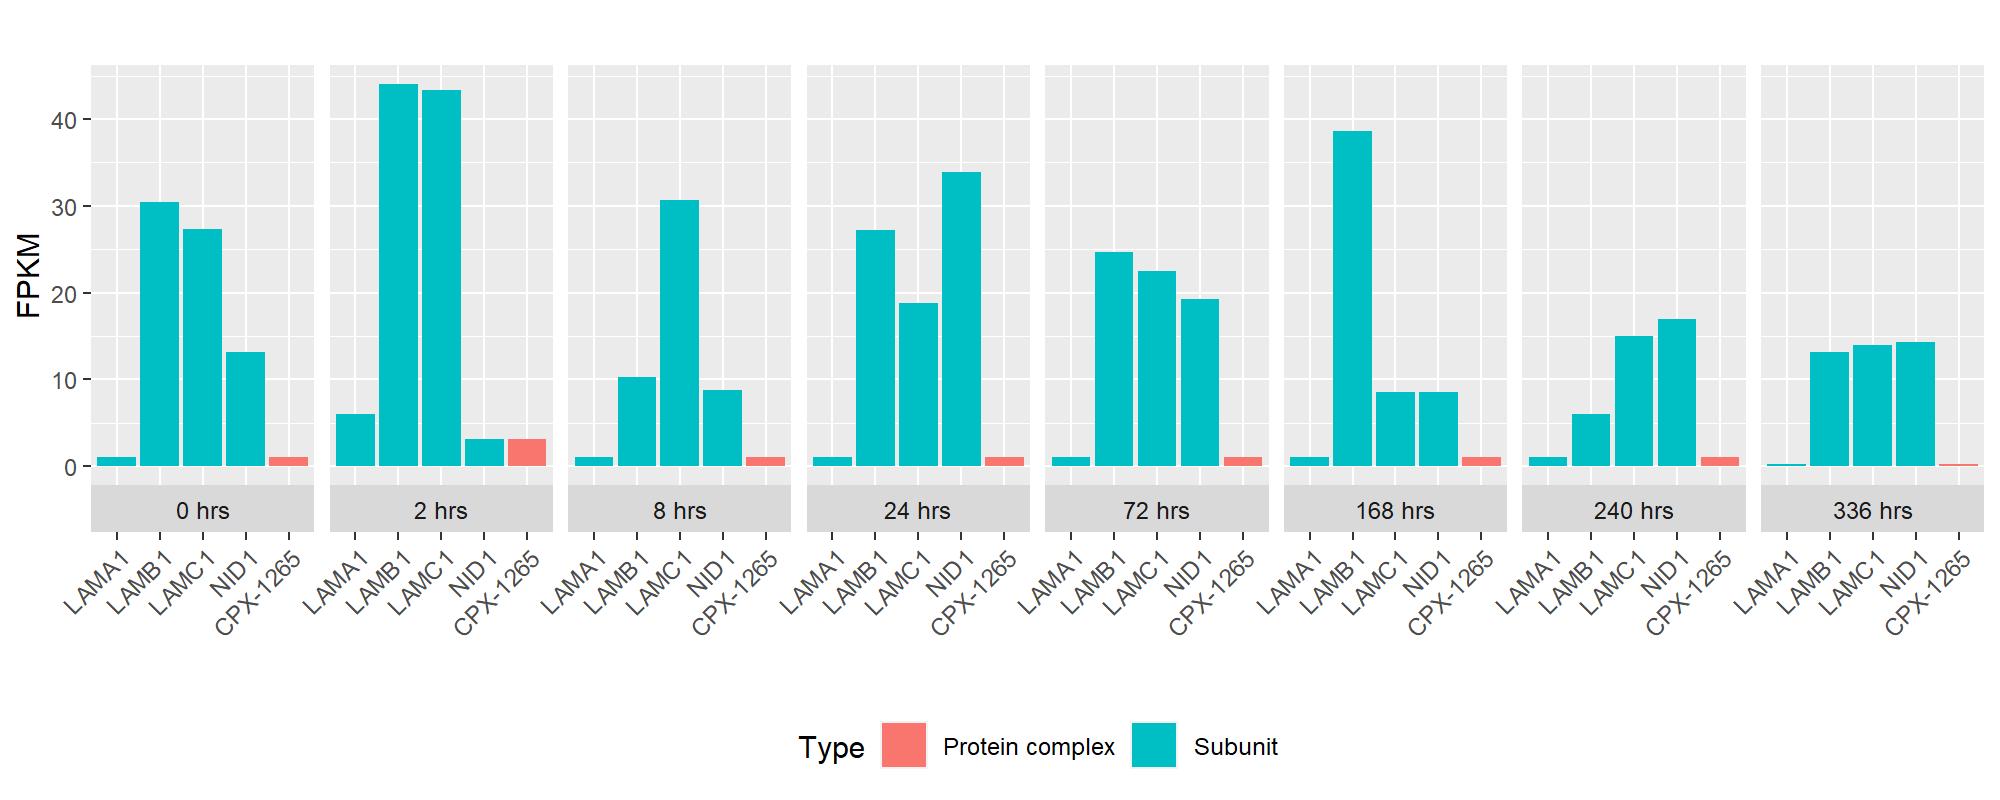 FPKM
40
30
20
10
0
0 hrs 2 hrs 8 hrs 24 hrs 72 hrs 168 hrs 240 hrs 336 hrs
LAMA1 LAMB1 LAMC1 NID1 CPX-1265 LAMA1 LAMB1 LAMC1 NID1 CPX-1265 LAMA1 LAMB1 LAMC1 NID1 CPX-1265 LAMA1 LAMB1 LAMC1 NID1 CPX-1265 LAMA1 LAMB1 LAMC1 NID1 CPX-1265 LAMA1 LAMB1 LAMC1 NID1 CPX-1265 LAMA1 LAMB1 LAMC1 NID1 CPX-1265 LAMA1 LAMB1 LAMC1 NID1 CPX-1265
Type Protein complex Subunit